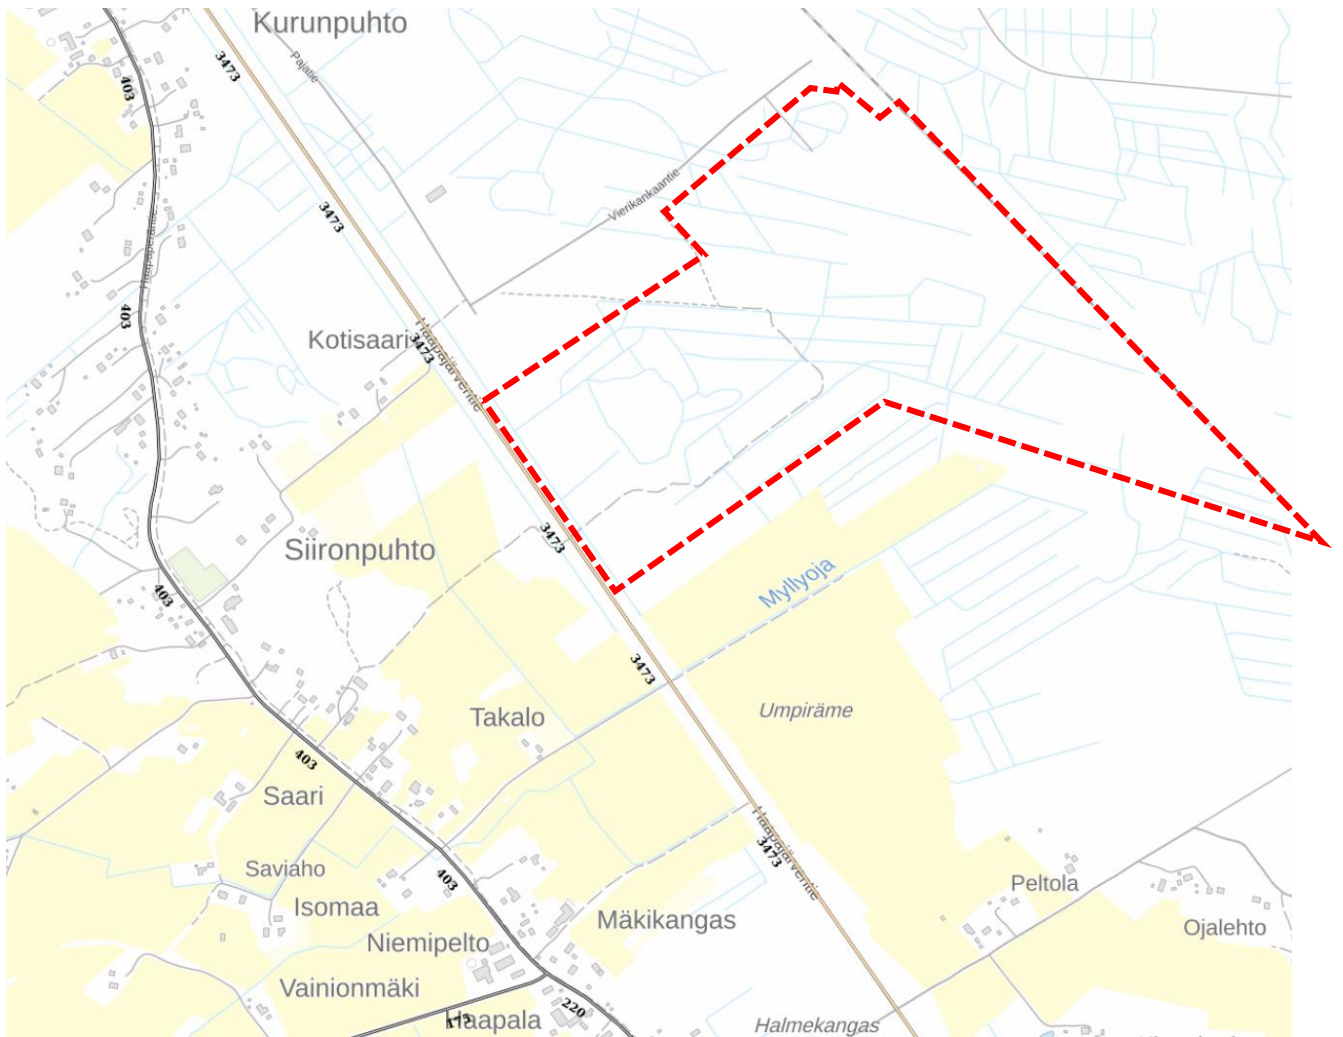 Kurunpuhto
3473
Pajatie
403
Vierikankaantie
3473
Haapaperäntie
403
Kotisaari
Haapajärventie
3473
3473
Siironpuhto
403
Myllyoja
3473
Umpiräme
Takalo
403
Saari
Haapajärventie
3473
Saviaho
403
Peltola
Isomaa
Mäkikangas
Ojalehto
Niemipelto
Vainionmäki
220
Haapala
Halmekangas